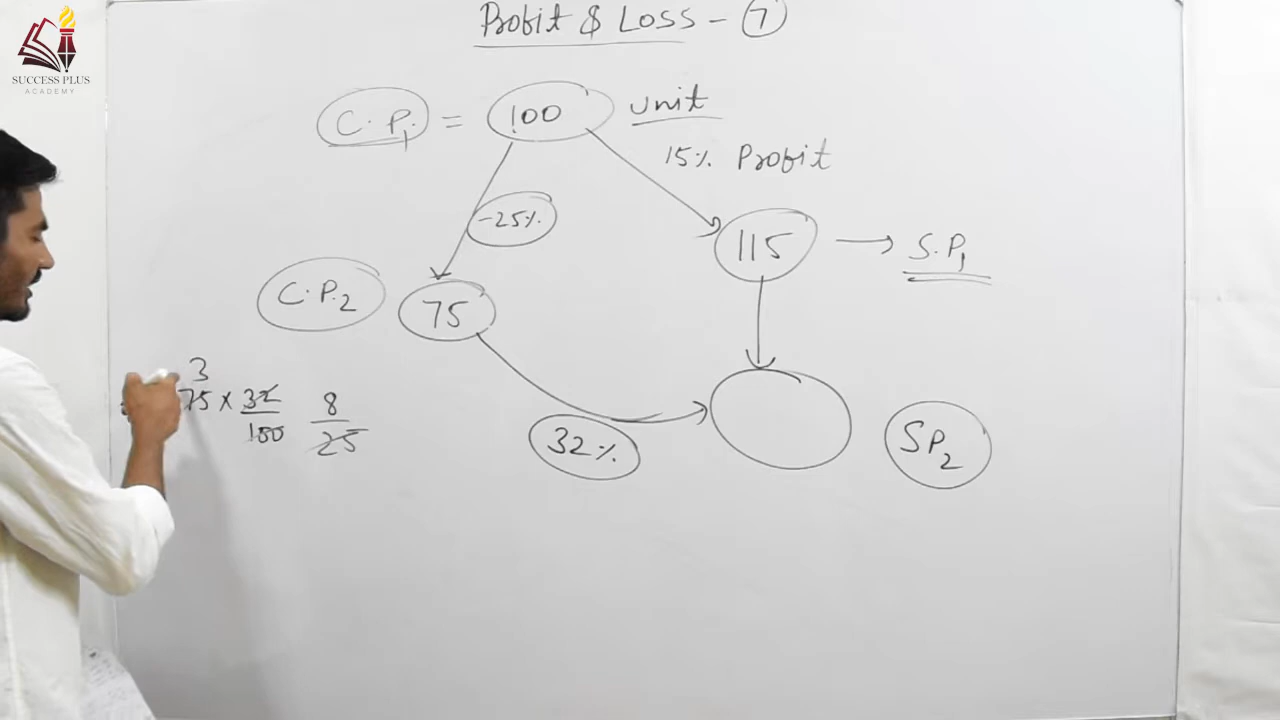 SUCCESS PLUS
ACADEMY
Profit & Loss - 7
C.P1 = 100 unit
15% Profit
-25%
115 → S.P1
C.P.2 75
3
75 x 32/100 8/25
32%
SP2